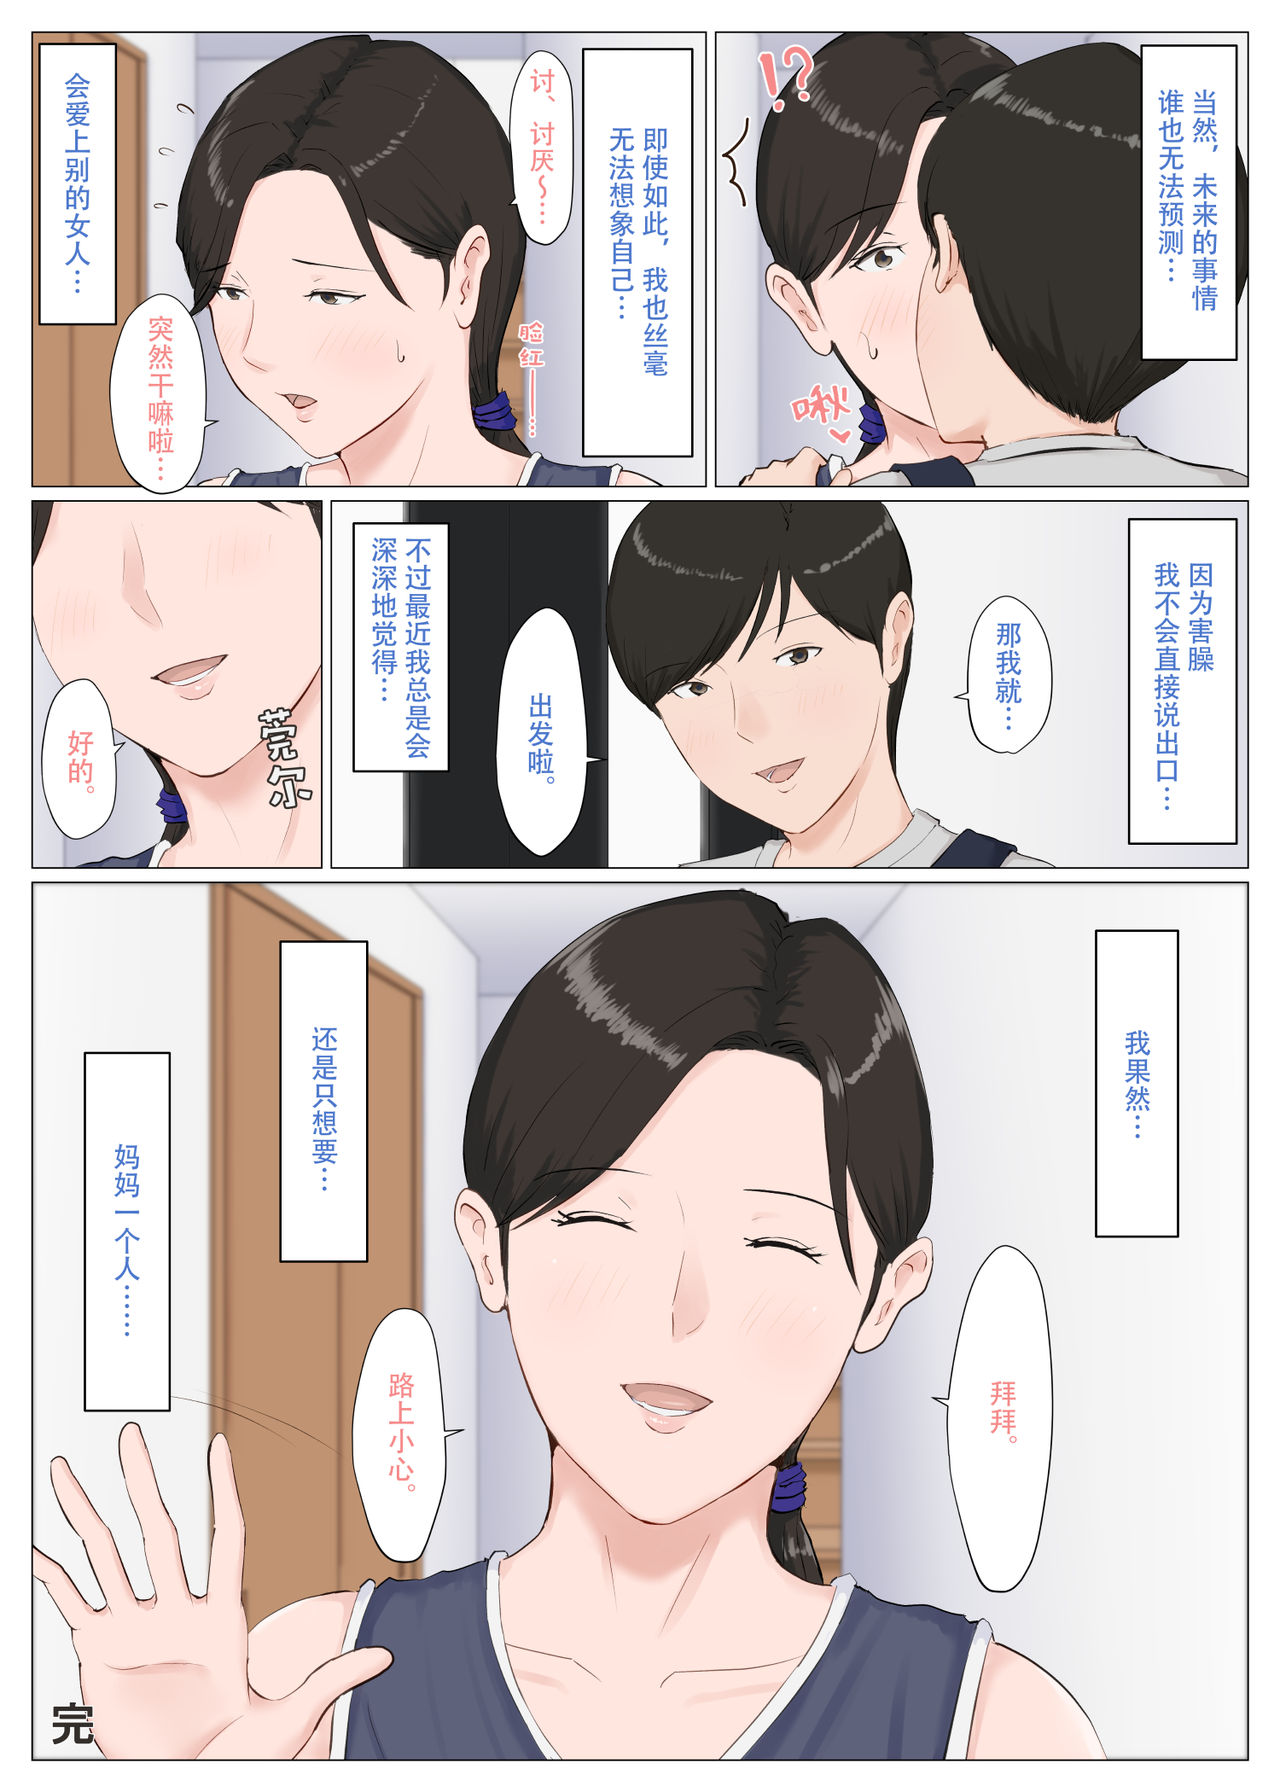 当然，未来的事情
谁也无法预测…
!?
啾
即使如此，我也丝毫
无法想象自己…
讨、讨厌～…
脸红——…
会爱上别的女人…
突然干嘛啦…
因为害臊
我不会直接说出口…
那我就…
出发啦。
不过最近我总是会
深深地觉得…
莞尔
好的。
我果然…
拜拜。
还是只想要…
路上小心。
妈妈一个人……
完